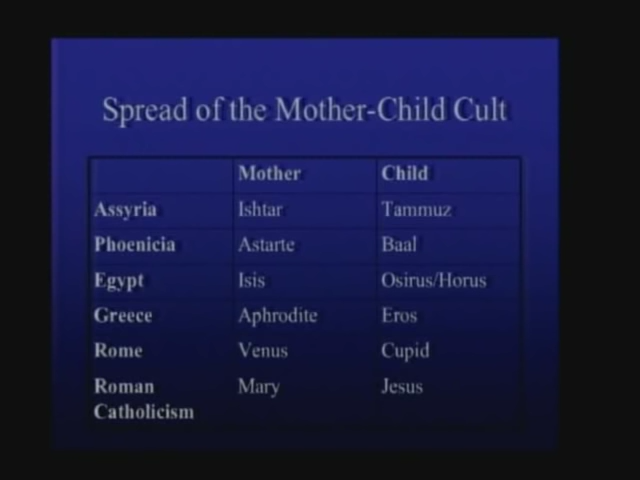 Spread of the Mother-Child Cult
Mother Child
Assyria Ishtar Tammuz
Phoenicia Astarte Baal
Egypt Isis Osirus/Horus
Greece Aphrodite Eros
Rome Venus Cupid
Roman Mary Jesus
Catholicism